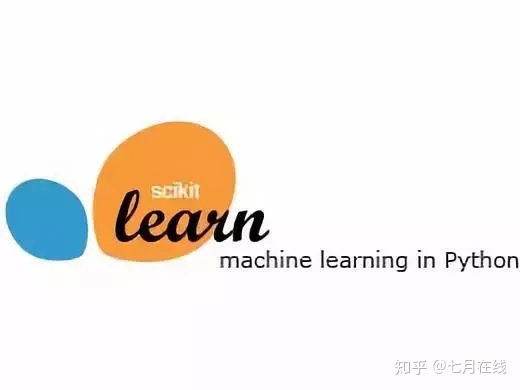 scikit
learn
machine learning in Python
知乎 @七月在线